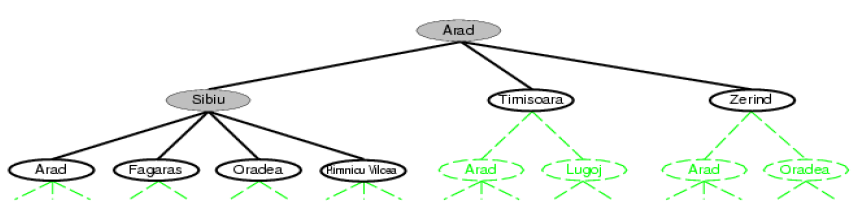 Arad
Sibiu Timisoara Zerind
Arad Fagaras Oradea Rimnicu Vilcea Arad Lugoj Arad Oradea